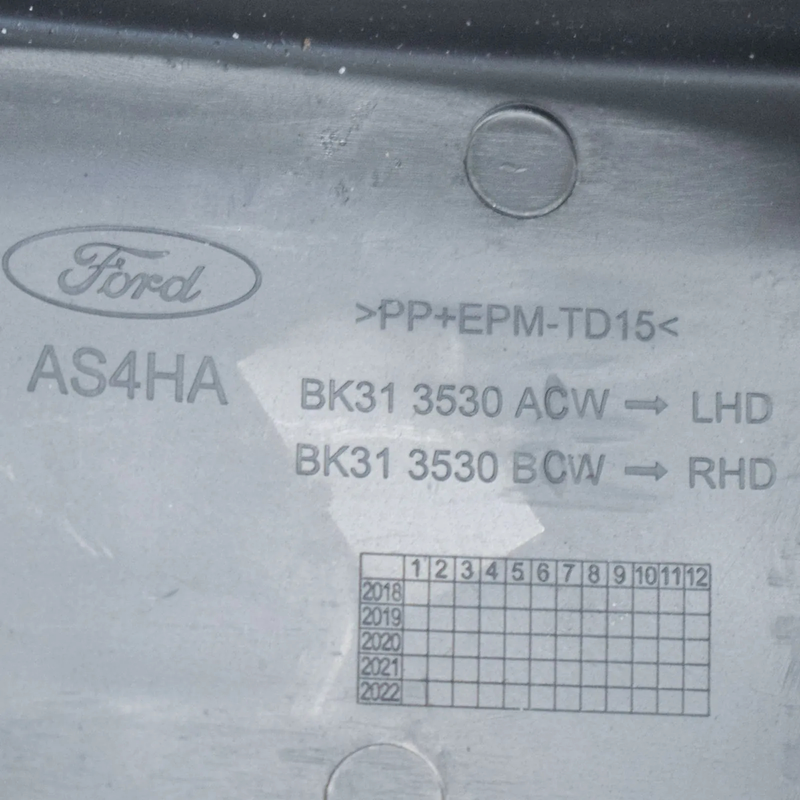 Ford
>PP+EPM-TD15<
AS4HA
BK31 3530 ACW → LHD
BK31 3530 BCW → RHD
1 2 3 4 5 6 7 8 9 10 11 12
2018
2019
2020
2021
2022